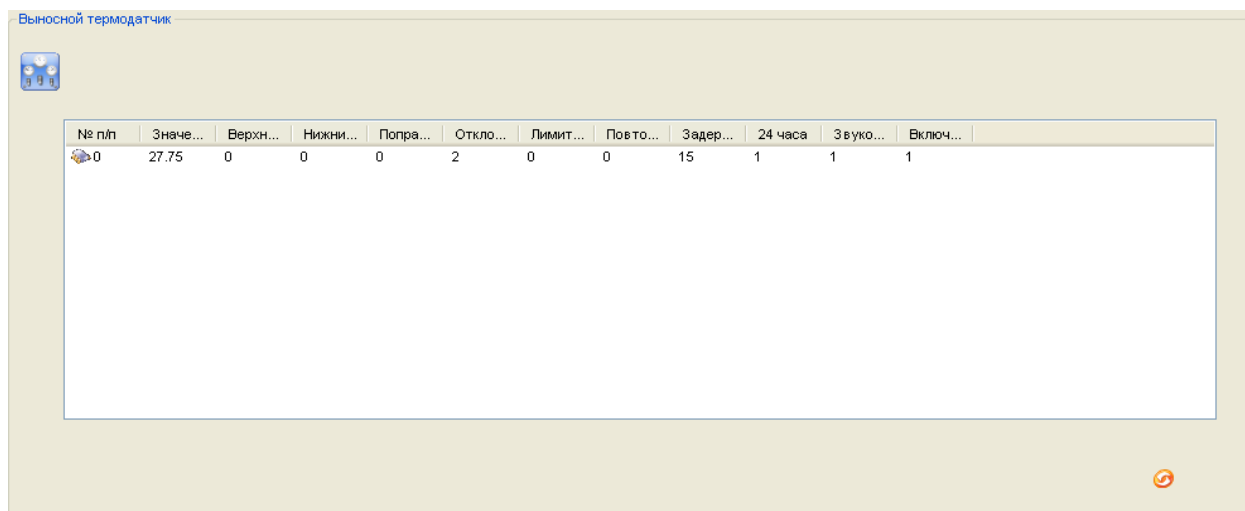 Выносной термодатчик
№ п/п Значе... Верхн... Нижни... Попра... Откло... Лимит... Повто... Задер... 24 часа Звуко... Включ...
0 27.75 0 0 0 2 0 0 15 1 1 1